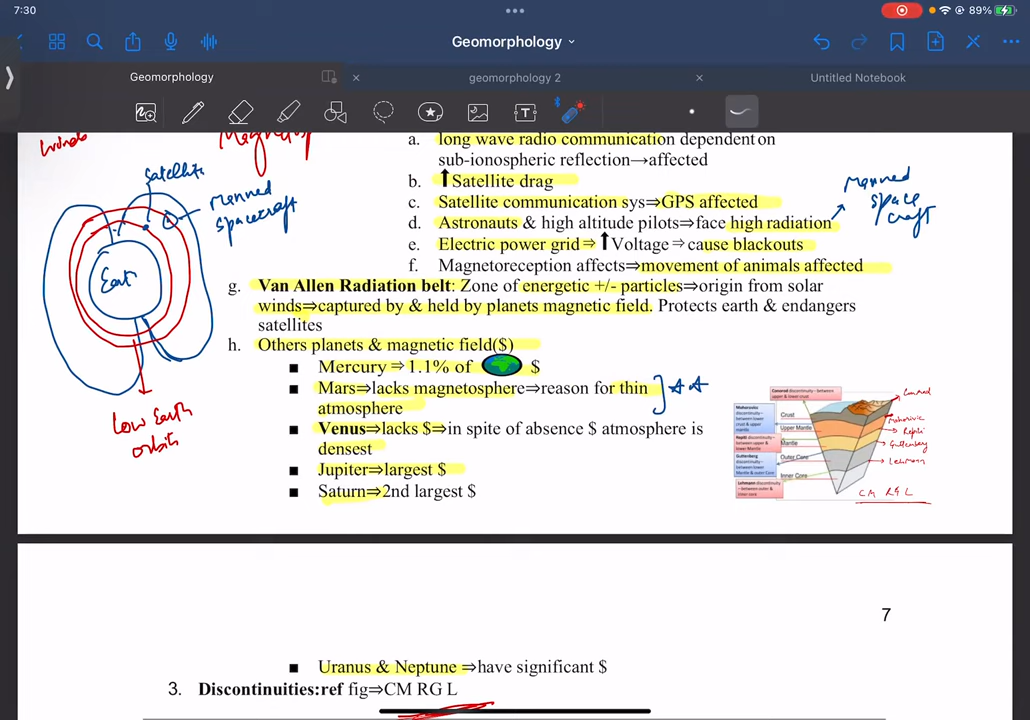 7:30
89%
Geomorphology
Geomorphology
geomorphology 2
Untitled Notebook
winds
a. long wave radio communication dependent on
sub-ionospheric reflection→affected
b. ↑Satellite drag
c. Satellite communication sys⇒GPS affected
d. Astronauts & high altitude pilots⇒face high radiation
e. Electric power grid⇒↑Voltage⇒cause blackouts
f. Magnetoreception affects⇒movement of animals affected
Manned
space
craft
Satellite
Manned
spacecraft
Earth
Low Earth
orbits
g. Van Allen Radiation belt: Zone of energetic +/- particles⇒origin from solar
winds⇒captured by & held by planets magnetic field. Protects earth & endangers
satellites
h. Others planets & magnetic field($)
■ Mercury⇒1.1% of $
■ Mars⇒lacks magnetosphere⇒reason for thin
atmosphere
■ Venus⇒lacks $⇒in spite of absence $ atmosphere is
densest
■ Jupiter⇒largest $
■ Saturn⇒2nd largest $
Crust
Upper Mantle
Mantle
Outer Core
Inner Core
Conrad
Repiti
Gutenberg
Lehmann
CM RG L
7
■ Uranus & Neptune⇒have significant $
3. Discontinuities:ref fig⇒CM RG L